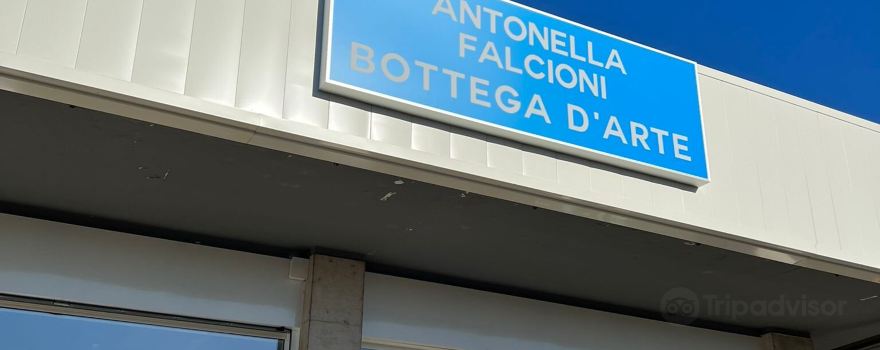 ANTONELLA
FALCIONI
BOTTEGA D'ARTE
Tripadvisor